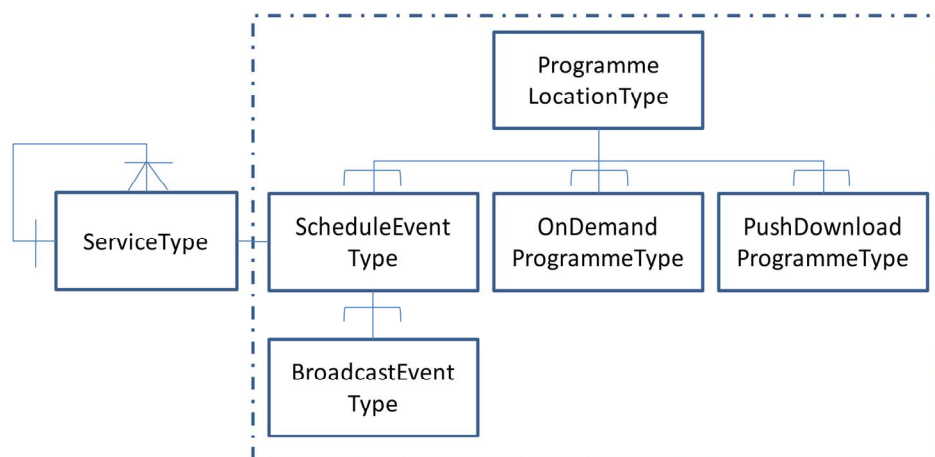 Programme
LocationType
ServiceType
ScheduleEvent
Type
OnDemand
ProgrammeType
PushDownload
ProgrammeType
BroadcastEvent
Type